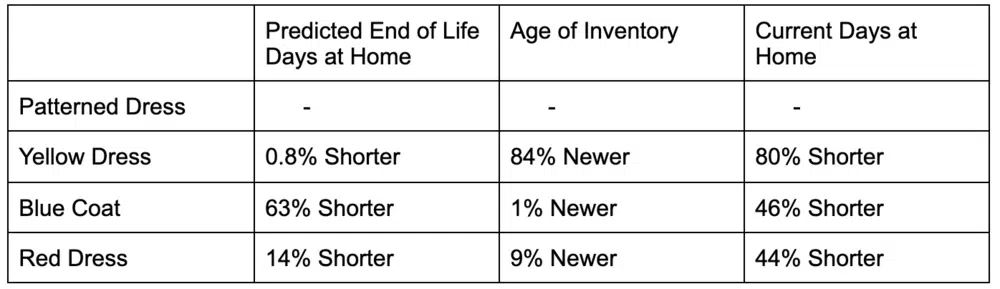 Predicted End of Life Days at Home Age of Inventory Current Days at Home
Patterned Dress - - -
Yellow Dress 0.8% Shorter 84% Newer 80% Shorter
Blue Coat 63% Shorter 1% Newer 46% Shorter
Red Dress 14% Shorter 9% Newer 44% Shorter